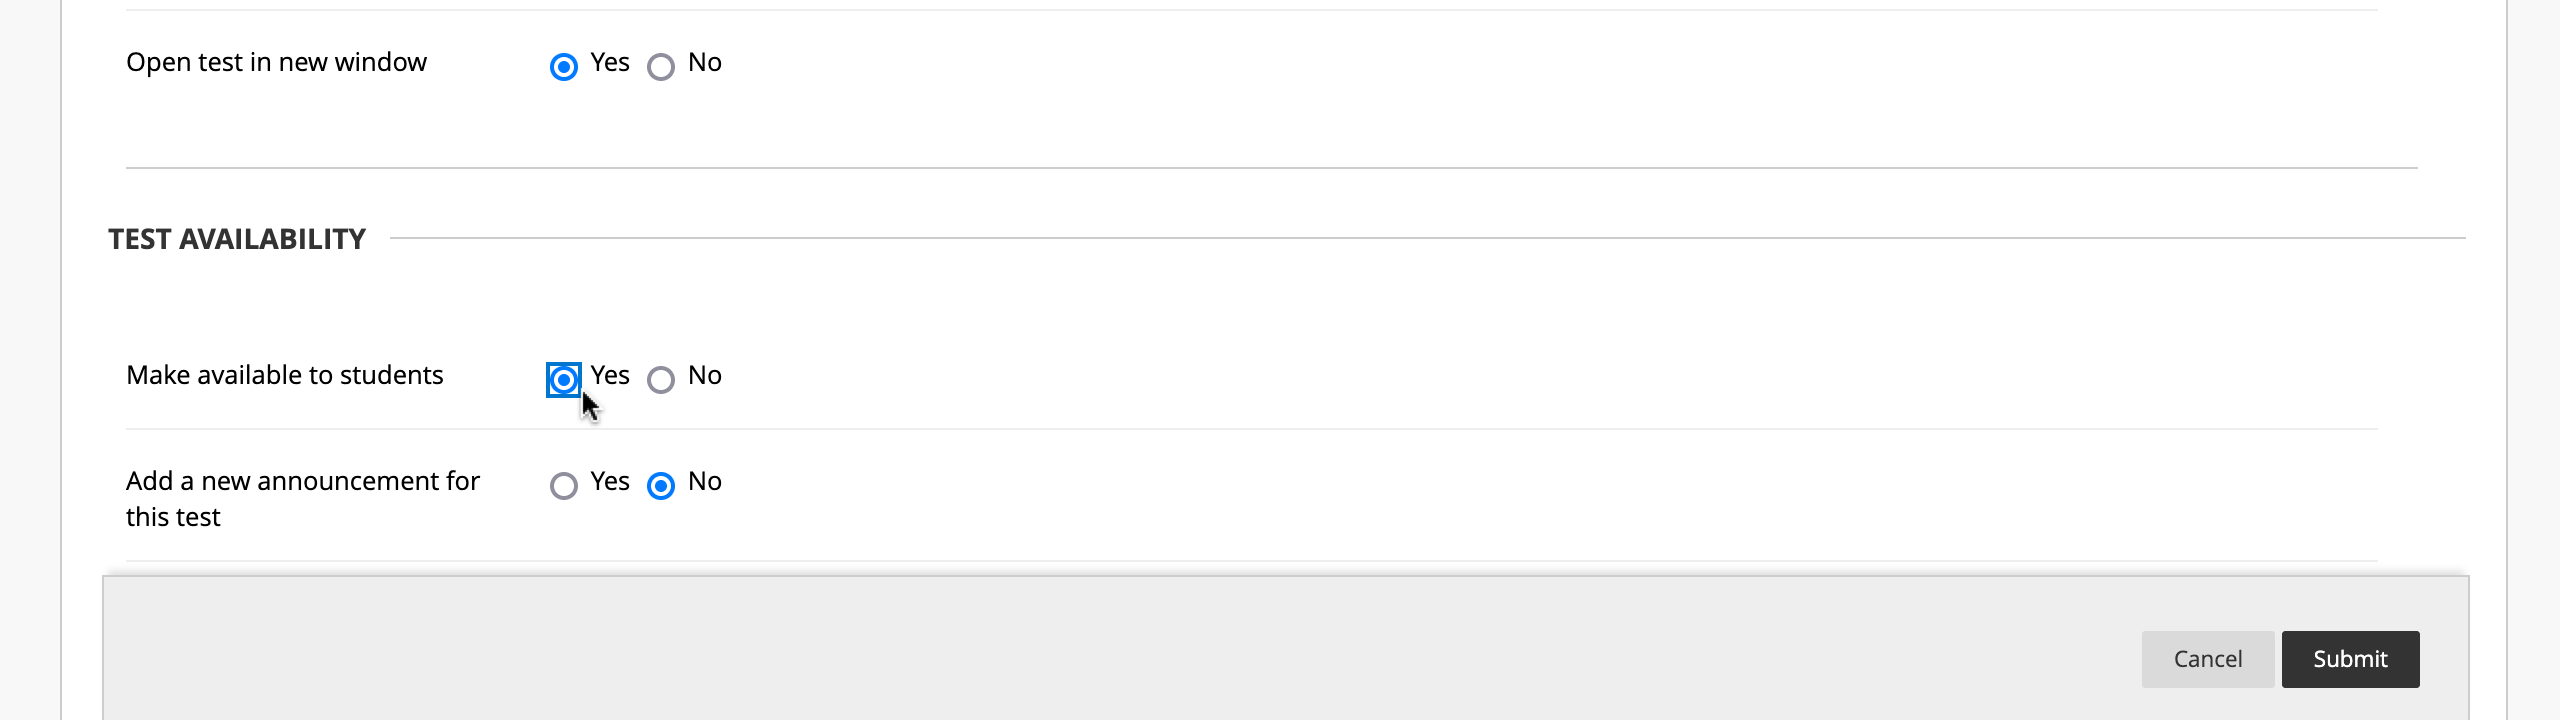 Open test in new window Yes No
TEST AVAILABILITY
Make available to students Yes No
Add a new announcement for Yes No
this test
Cancel Submit